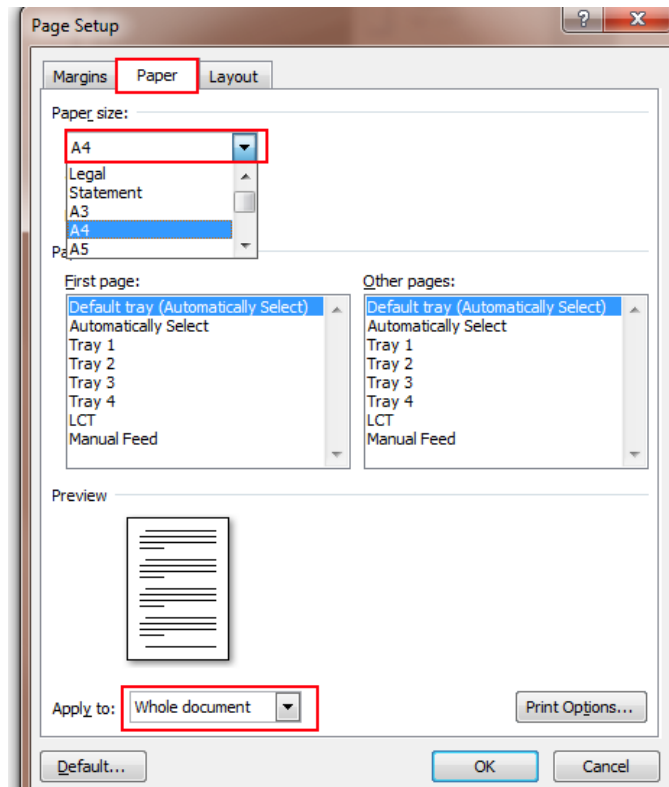 Page Setup
?
X
Margins
Paper
Layout
Paper size:
A4
Legal
Statement
A3
A4
A5
Pa
First page:
Default tray (Automatically Select)
Automatically Select
Tray 1
Tray 2
Tray 3
Tray 4
LCT
Manual Feed
Other pages:
Default tray (Automatically Select)
Automatically Select
Tray 1
Tray 2
Tray 3
Tray 4
LCT
Manual Feed
Preview
Apply to:
Whole document
Print Options...
Default...
OK
Cancel